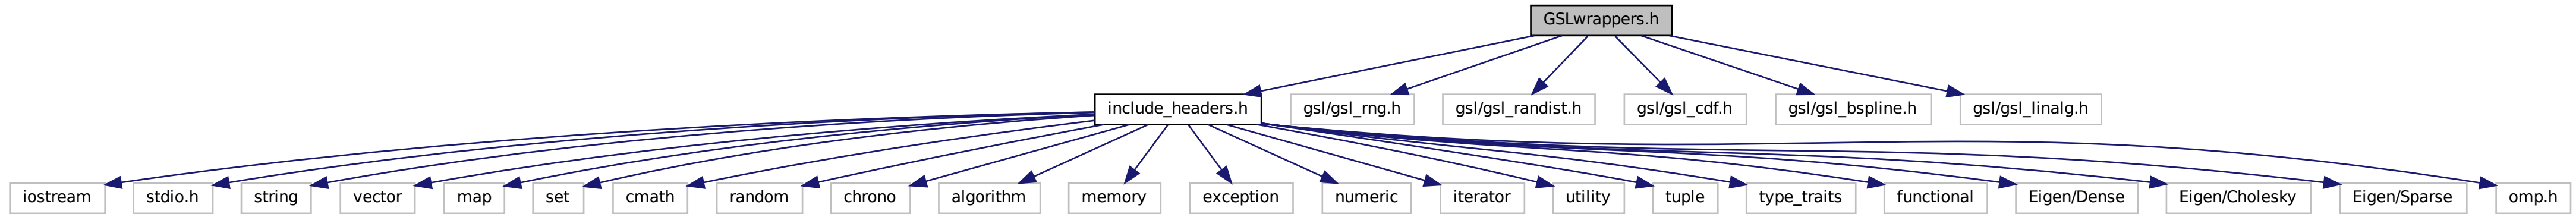 GSLwrappers.h
include_headers.h
gsl/gsl_rng.h
gsl/gsl_randist.h
gsl/gsl_cdf.h
gsl/gsl_bspline.h
gsl/gsl_linalg.h
iostream
stdio.h
string
vector
map
set
cmath
random
chrono
algorithm
memory
exception
numeric
iterator
utility
tuple
type_traits
functional
Eigen/Dense
Eigen/Cholesky
Eigen/Sparse
omp.h